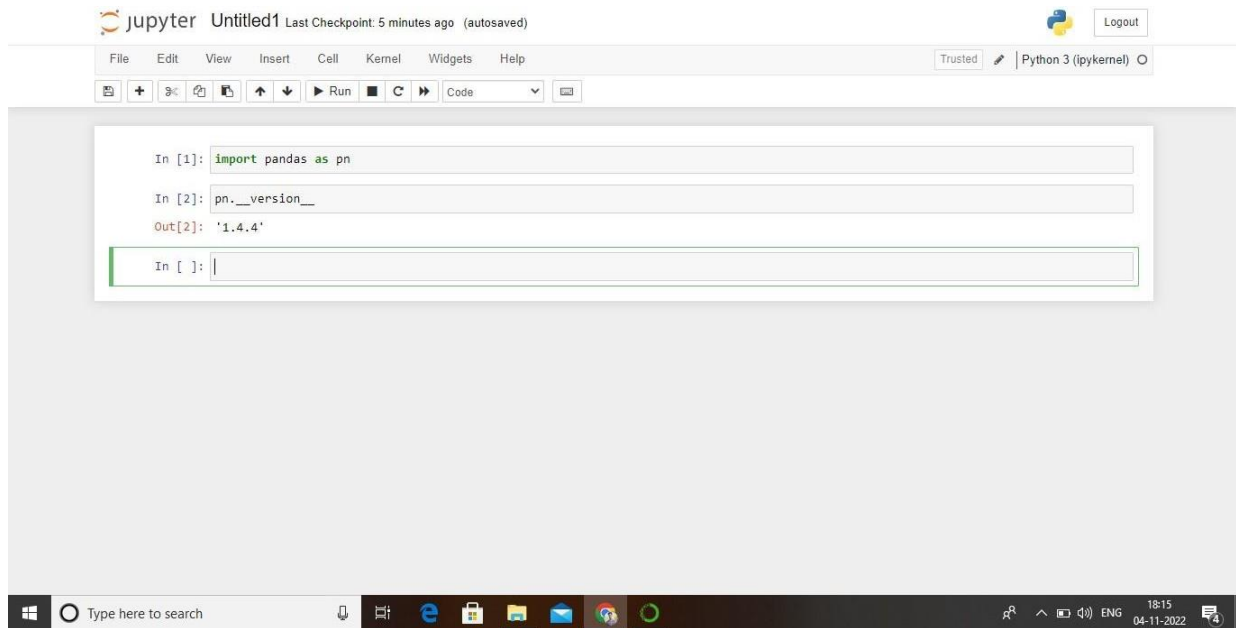 jupyter Untitled1 Last Checkpoint: 5 minutes ago (autosaved)
Logout
File Edit View Insert Cell Kernel Widgets Help
Trusted Python 3 (ipykernel)
Run Code
In [1]: import pandas as pn
In [2]: pn.__version__
Out[2]: '1.4.4'
In [ ]:
Type here to search
ENG 18:15
04-11-2022
4